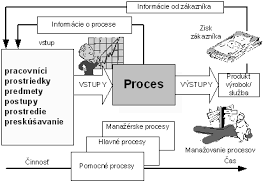 Informácie od zákazníka
Informácie o procese
Zisk
zákazníka
vstup
pracovníci
prostriedky
predmety
postupy
prostredie
preskúšavanie
VSTUPY
Proces
VÝSTUPY
Produkt
výrobok/
služba
Manažérske procesy
Hlavné procesy
Pomocné procesy
Manažovanie procesov
Činnosť
Čas